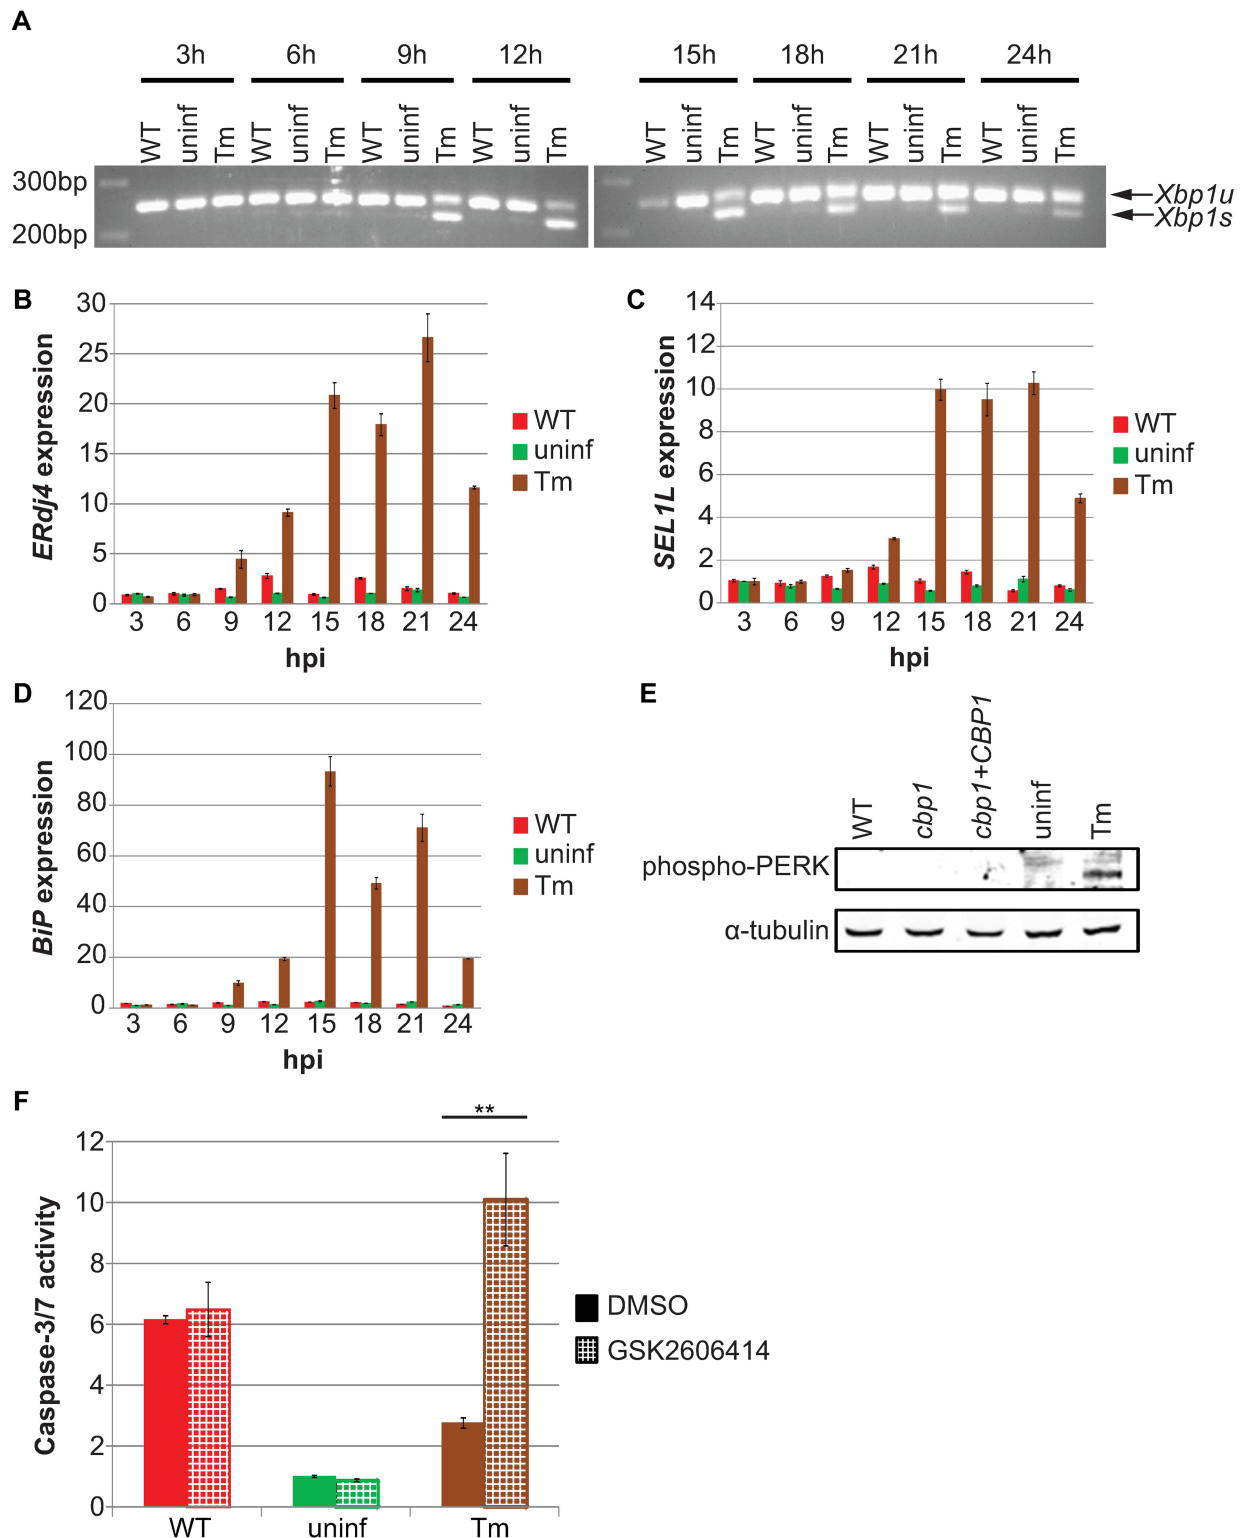 A
3h 6h 9h 12h 15h 18h 21h 24h
WT uninf Tm WT uninf Tm WT uninf Tm WT uninf Tm WT uninf Tm WT uninf Tm WT uninf Tm WT uninf Tm
300bp
200bp
Xbp1u
Xbp1s
B
ERdj4 expression
30
25
20
15
10
5
0
3 6 9 12 15 18 21 24
hpi
WT
uninf
Tm
C
SEL1L expression
14
12
10
8
6
4
2
0
3 6 9 12 15 18 21 24
hpi
WT
uninf
Tm
D
BiP expression
120
100
80
60
40
20
0
3 6 9 12 15 18 21 24
hpi
WT
uninf
Tm
E
WT cbp1 cbp1+CBP1 uninf Tm
phospho-PERK
α-tubulin
F
Caspase-3/7 activity
12
10
8
6
4
2
0
**
WT uninf Tm
DMSO
GSK2606414